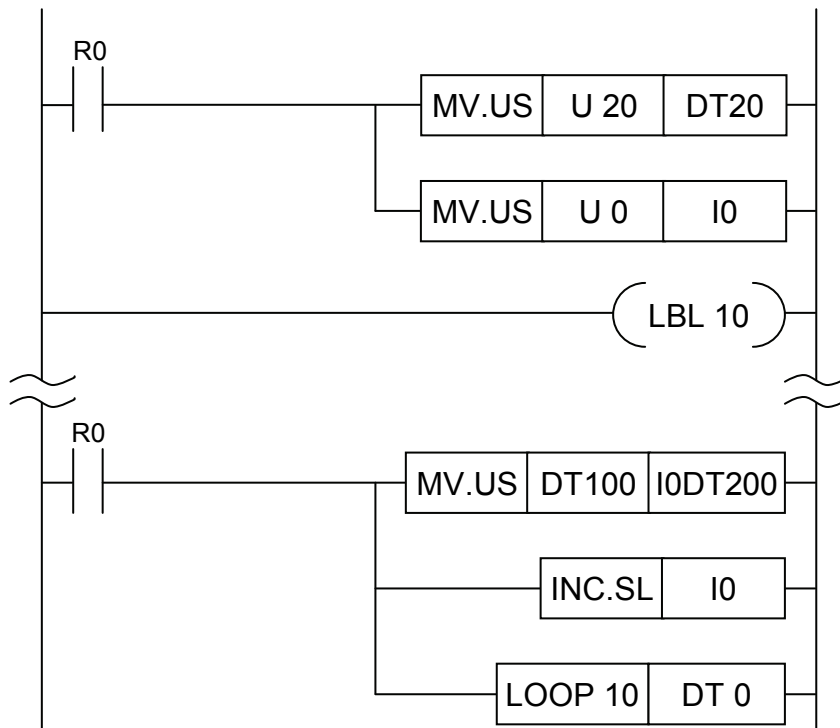 R0
MV.US U 20 DT20
MV.US U 0 I0
LBL 10
R0
MV.US DT100 I0DT200
INC.SL I0
LOOP 10 DT 0